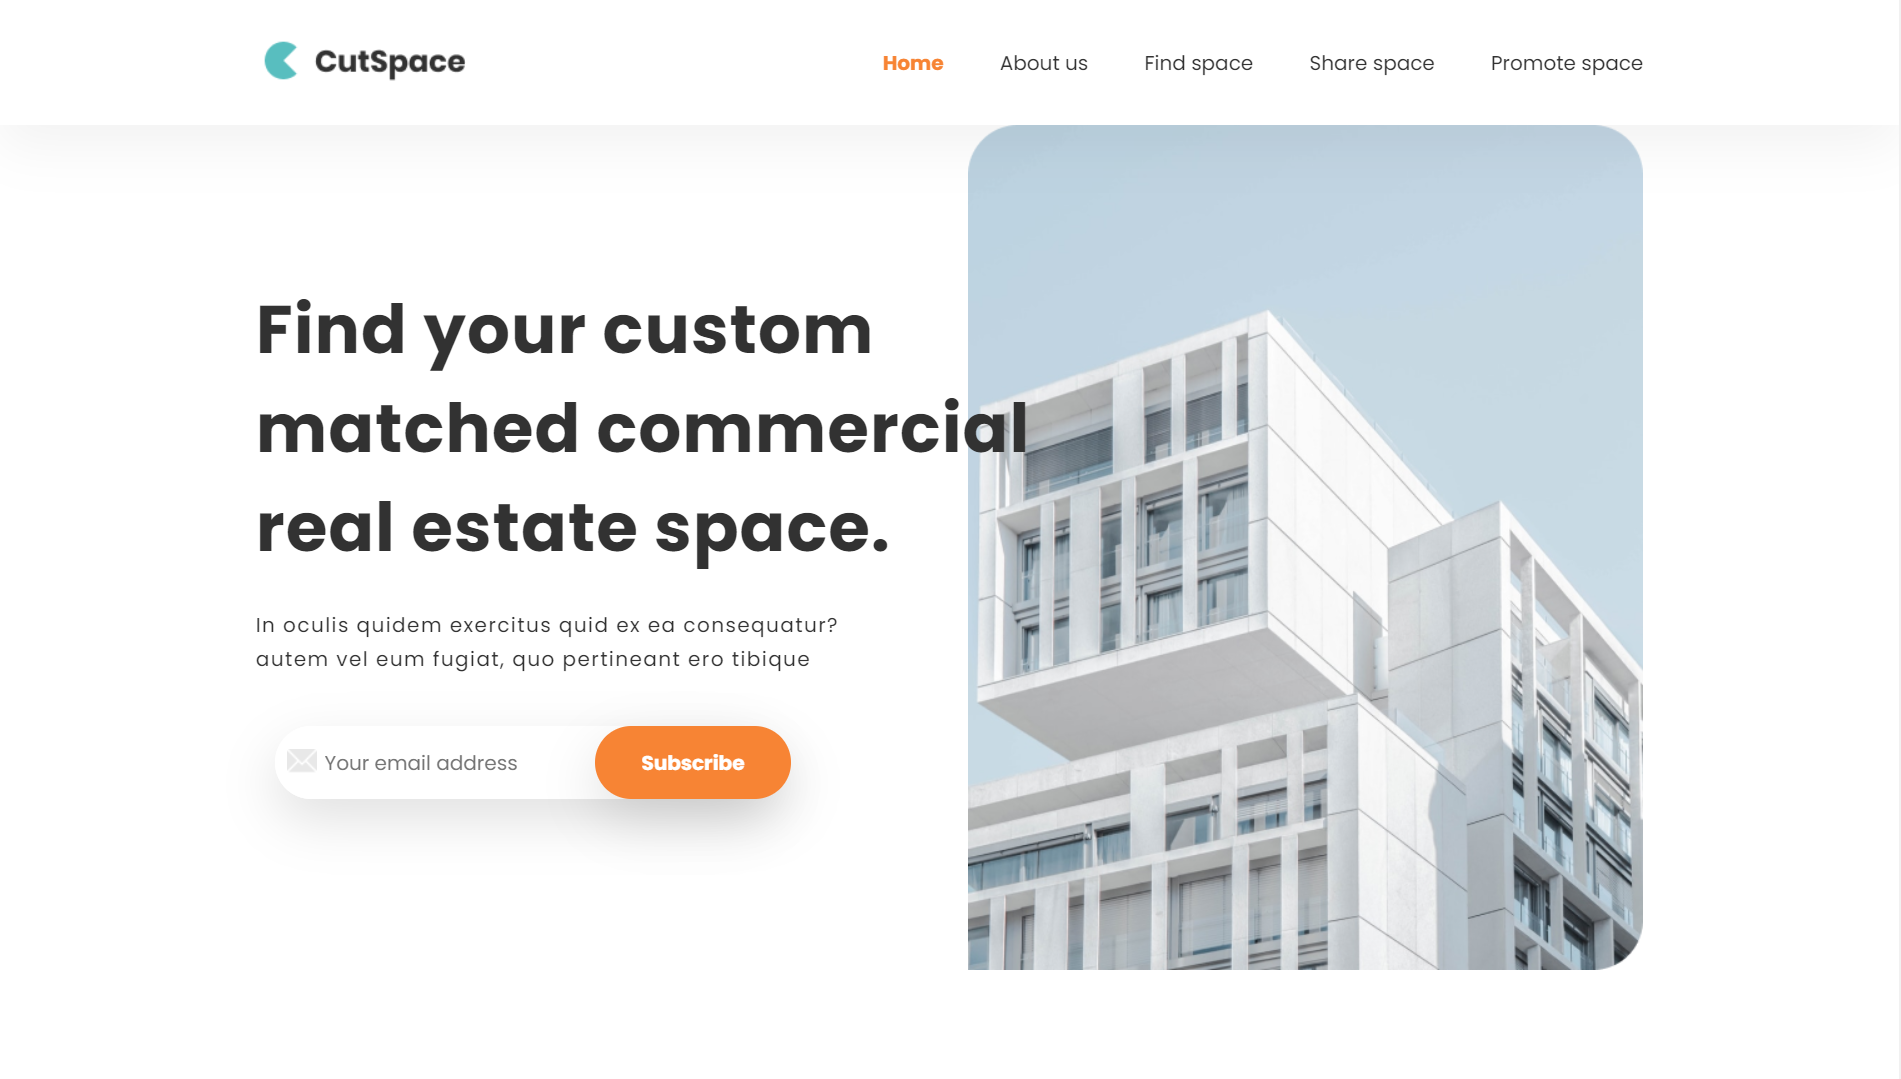 CutSpace
Home About us Find space Share space Promote space
Find your custom
matched commercial
real estate space.
In oculis quidem exercitus quid ex ea consequatur?
autem vel eum fugiat, quo pertineant ero tibique
Your email address
Subscribe